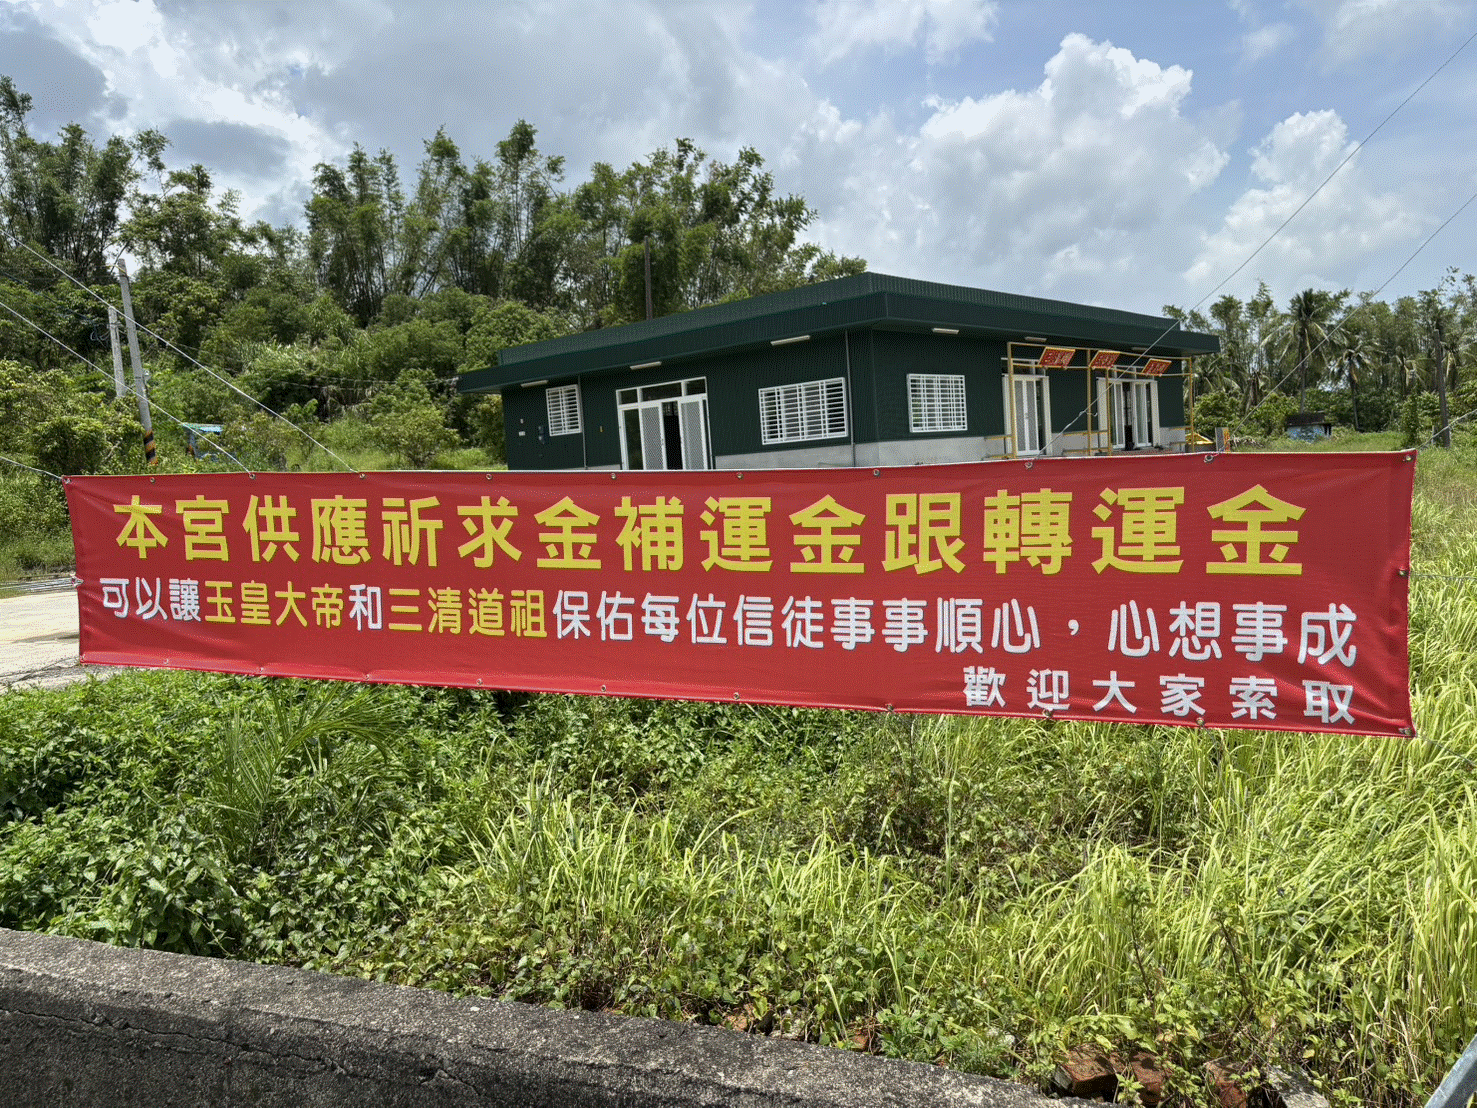 本宮供應祈求金補運金跟轉運金
可以讓玉皇大帝和三清道祖保佑每位信徒事事順心，心想事成
歡迎大家索取